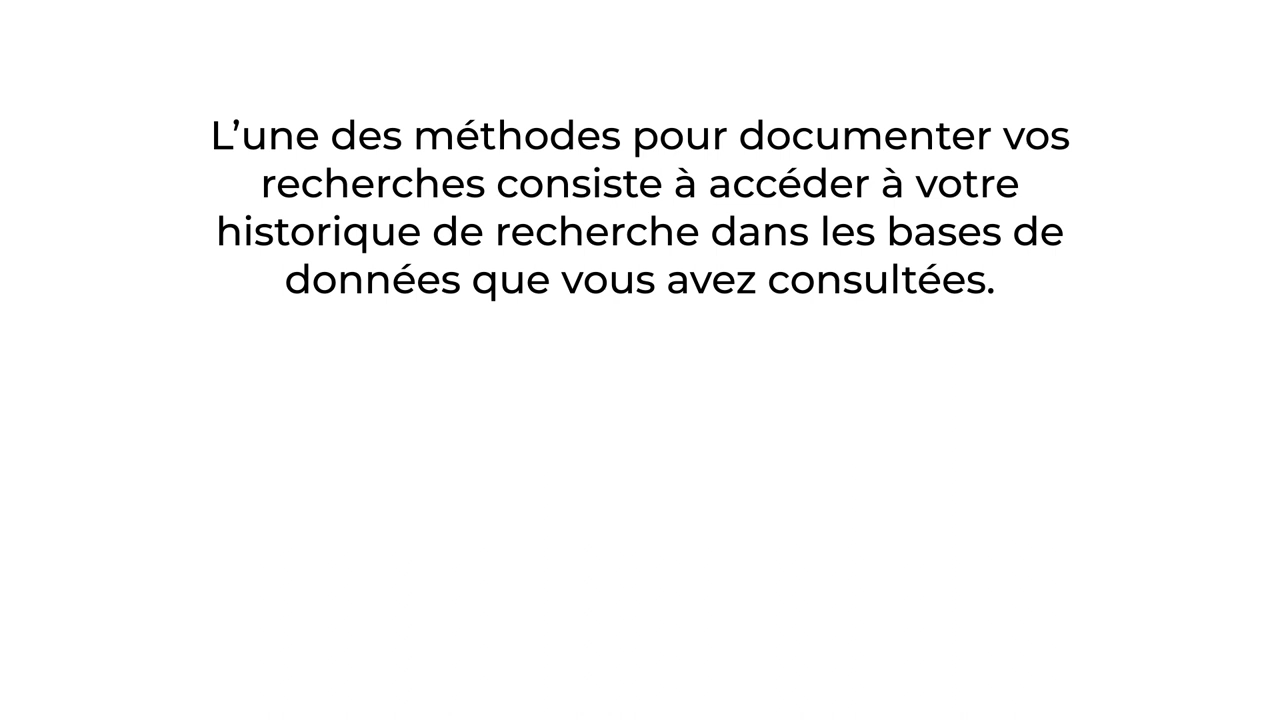 L’une des méthodes pour documenter vos
recherches consiste à accéder à votre
historique de recherche dans les bases de
données que vous avez consultées.